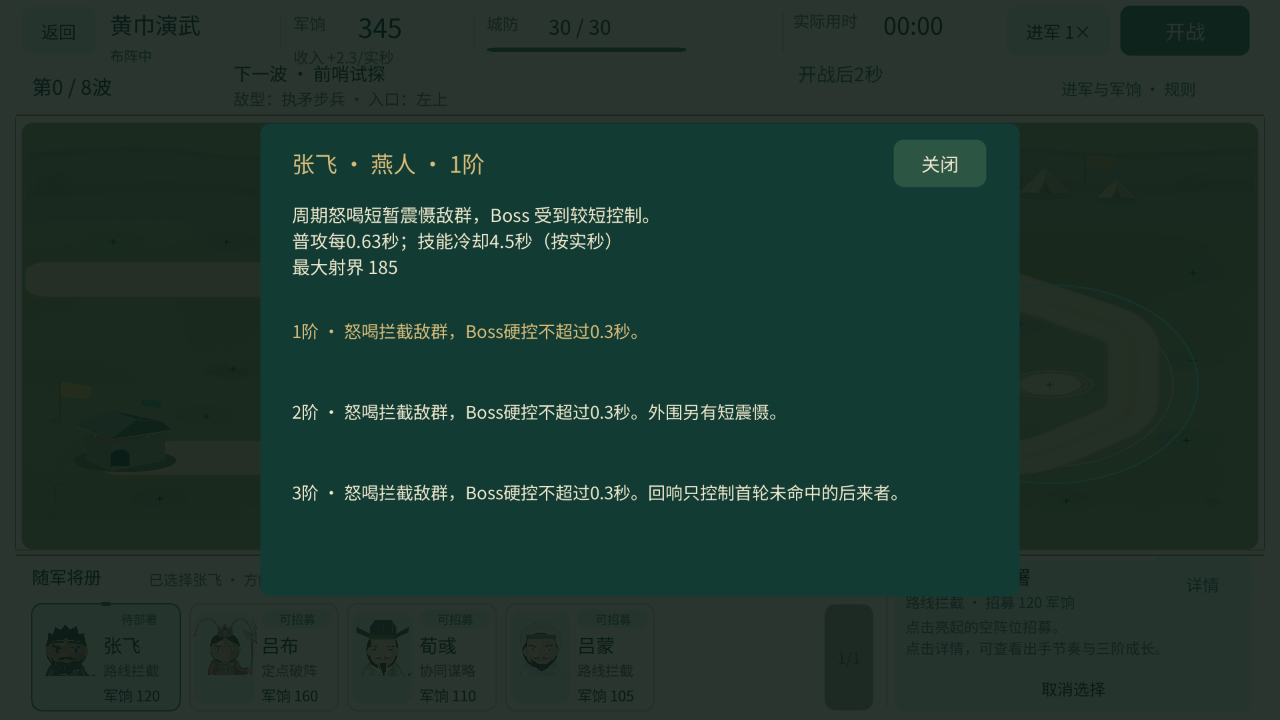 返回
黄巾演武
布阵中
军饷
345
收入 +2.3/实秒
城防
30 / 30
实际用时
00:00
进军 1×
开战
第0 / 8波
下一波 · 前哨试探
敌型：执矛步兵 · 入口：左上
开战后2秒
进军与军饷 · 规则
张飞 · 燕人 · 1阶
关闭
周期怒喝短暂震慑敌群，Boss 受到较短控制。
普攻每0.63秒；技能冷却4.5秒（按实秒）
最大射界 185
1阶 · 怒喝拦截敌群，Boss硬控不超过0.3秒。
2阶 · 怒喝拦截敌群，Boss硬控不超过0.3秒。外围另有短震慑。
3阶 · 怒喝拦截敌群，Boss硬控不超过0.3秒。回响只控制首轮未命中的后来者。
随军将册
已选择张飞 · 方
待部署
张飞
路线拦截
军饷 120
可招募
吕布
定点破阵
军饷 160
可招募
荀彧
协同谋略
军饷 110
可招募
吕蒙
路线拦截
军饷 105
1/1
署
详情
路线拦截 · 招募 120 军饷
点击亮起的空阵位招募。
点击详情，可查看出手节奏与三阶成长。
取消选择